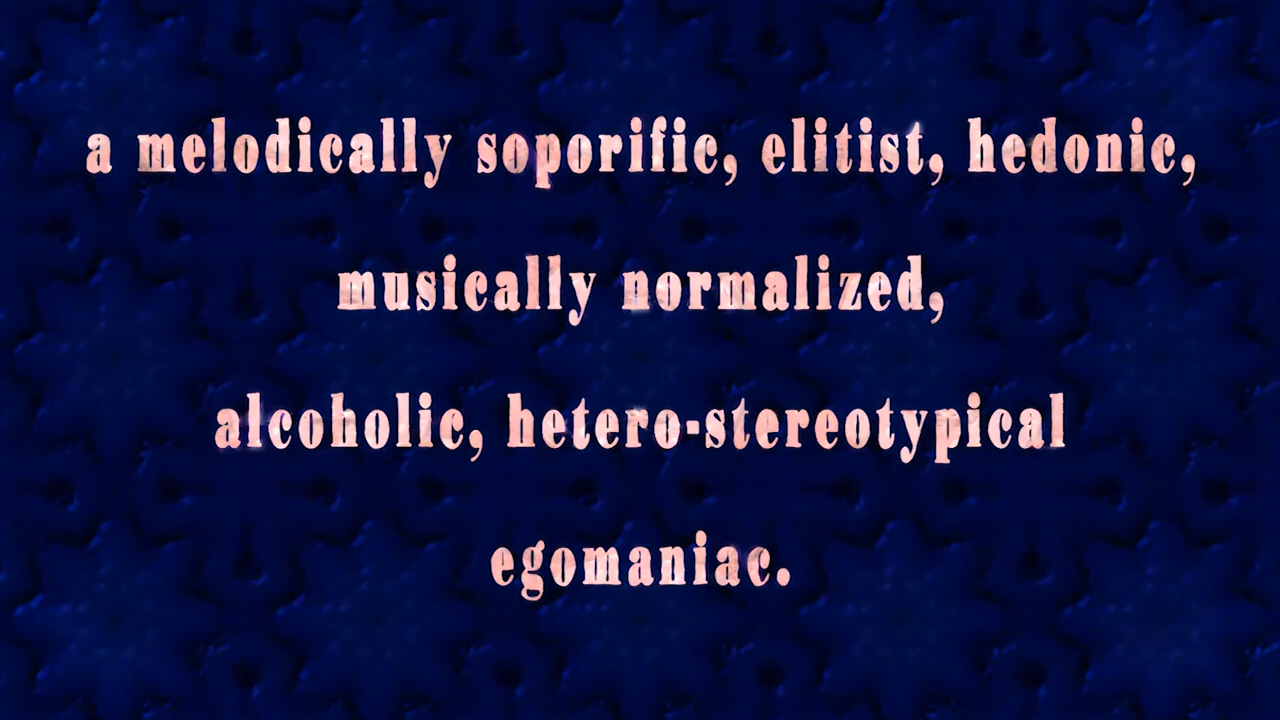 a melodically soporific, elitist, hedonic,
musically normalized,
alcoholic, hetero-stereotypical
egomaniac.